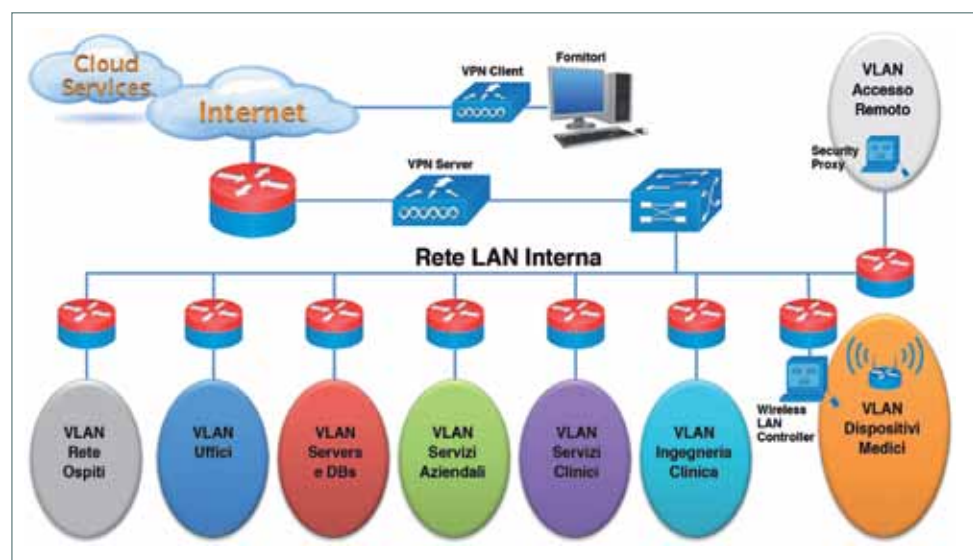 Cloud
Services
Internet
VPN Client
Fornitori
VLAN
Accesso
Remoto
Security
Proxy
VPN Server
Rete LAN Interna
VLAN
Rete
Ospiti
VLAN
Uffici
VLAN
Servers
e DBs
VLAN
Servizi
Aziendali
VLAN
Servizi
Clinici
VLAN
Ingegneria
Clinica
Wireless
LAN
Controller
VLAN
Dispositivi
Medici